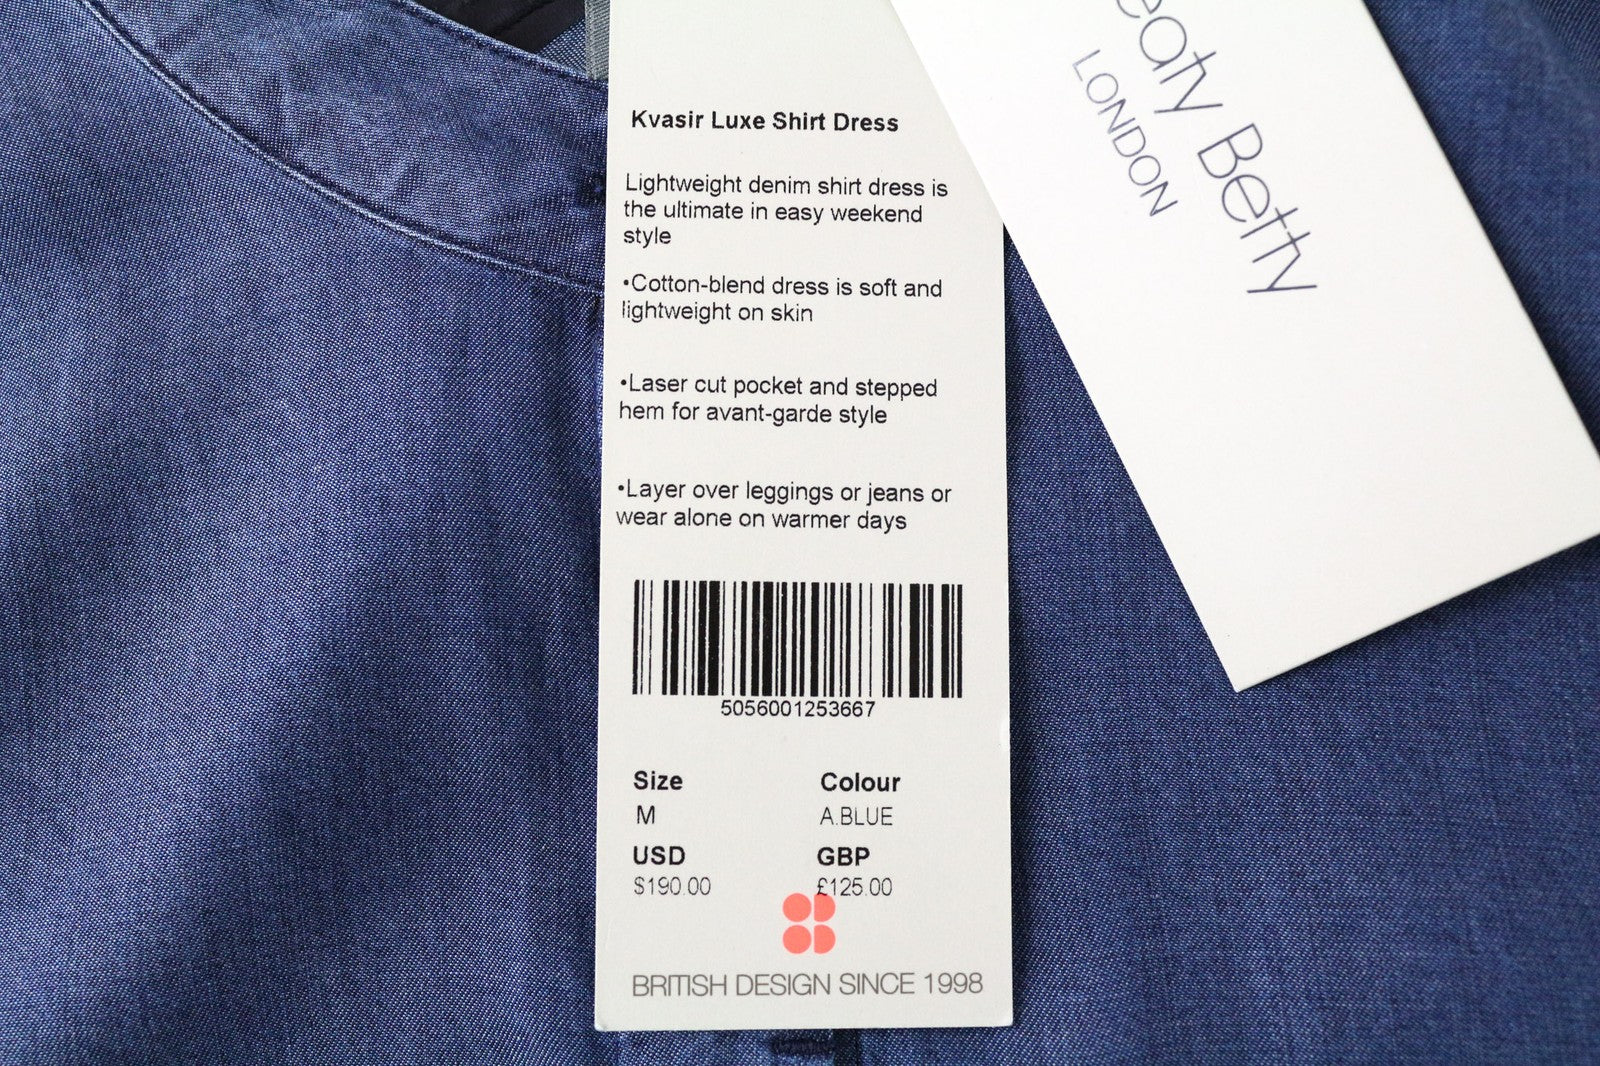 Kvasir Luxe Shirt Dress
Lightweight denim shirt dress is
the ultimate in easy weekend
style
•Cotton-blend dress is soft and
lightweight on skin
•Laser cut pocket and stepped
hem for avant-garde style
•Layer over leggings or jeans or
wear alone on warmer days
5056001253667
Size Colour
M A.BLUE
USD GBP
$190.00 £125.00
BRITISH DESIGN SINCE 1998
eaty Betty
LONDON